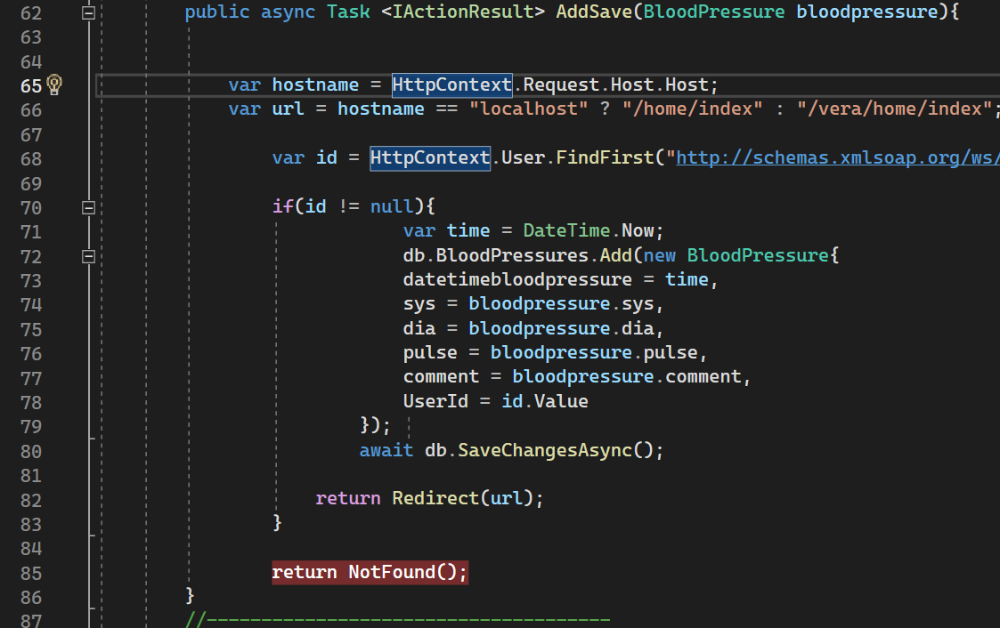 62 public async Task <IActionResult> AddSave(BloodPressure bloodpressure){
63
64
65 var hostname = HttpContext.Request.Host.Host;
66 var url = hostname == "localhost" ? "/home/index" : "/vera/home/index";
67
68 var id = HttpContext.User.FindFirst("http://schemas.xmlsoap.org/ws/
69
70 if(id != null){
71 var time = DateTime.Now;
72 db.BloodPressures.Add(new BloodPressure{
73 datetimebloodpressure = time,
74 sys = bloodpressure.sys,
75 dia = bloodpressure.dia,
76 pulse = bloodpressure.pulse,
77 comment = bloodpressure.comment,
78 UserId = id.Value
79 });
80 await db.SaveChangesAsync();
81
82 return Redirect(url);
83 }
84
85 return NotFound();
86 }
87 //-------------------------------------